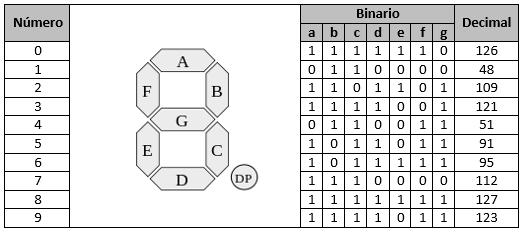 Número Binario Decimal
a b c d e f g
0 1 1 1 1 1 1 0 126
1 0 1 1 0 0 0 0 48
2 1 1 0 1 1 0 1 109
3 1 1 1 1 0 0 1 121
4 0 1 1 0 0 1 1 51
5 1 0 1 1 0 1 1 91
6 1 0 1 1 1 1 1 95
7 1 1 1 0 0 0 0 112
8 1 1 1 1 1 1 1 127
9 1 1 1 1 0 1 1 123
A
F B
G
E C
D DP